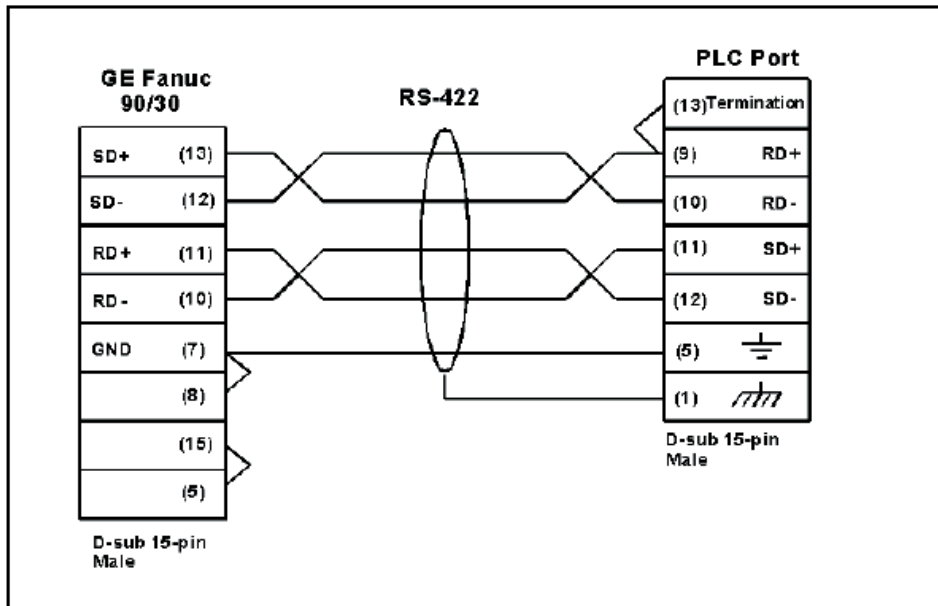 GE Fanuc
90/30
RS-422
PLC Port
SD+ (13)
SD- (12)
RD+ (11)
RD- (10)
GND (7)
(8)
(15)
(5)
D-sub 15-pin
Male
(13) Termination
(9) RD+
(10) RD-
(11) SD+
(12) SD-
(5)
(1)
D-sub 15-pin
Male